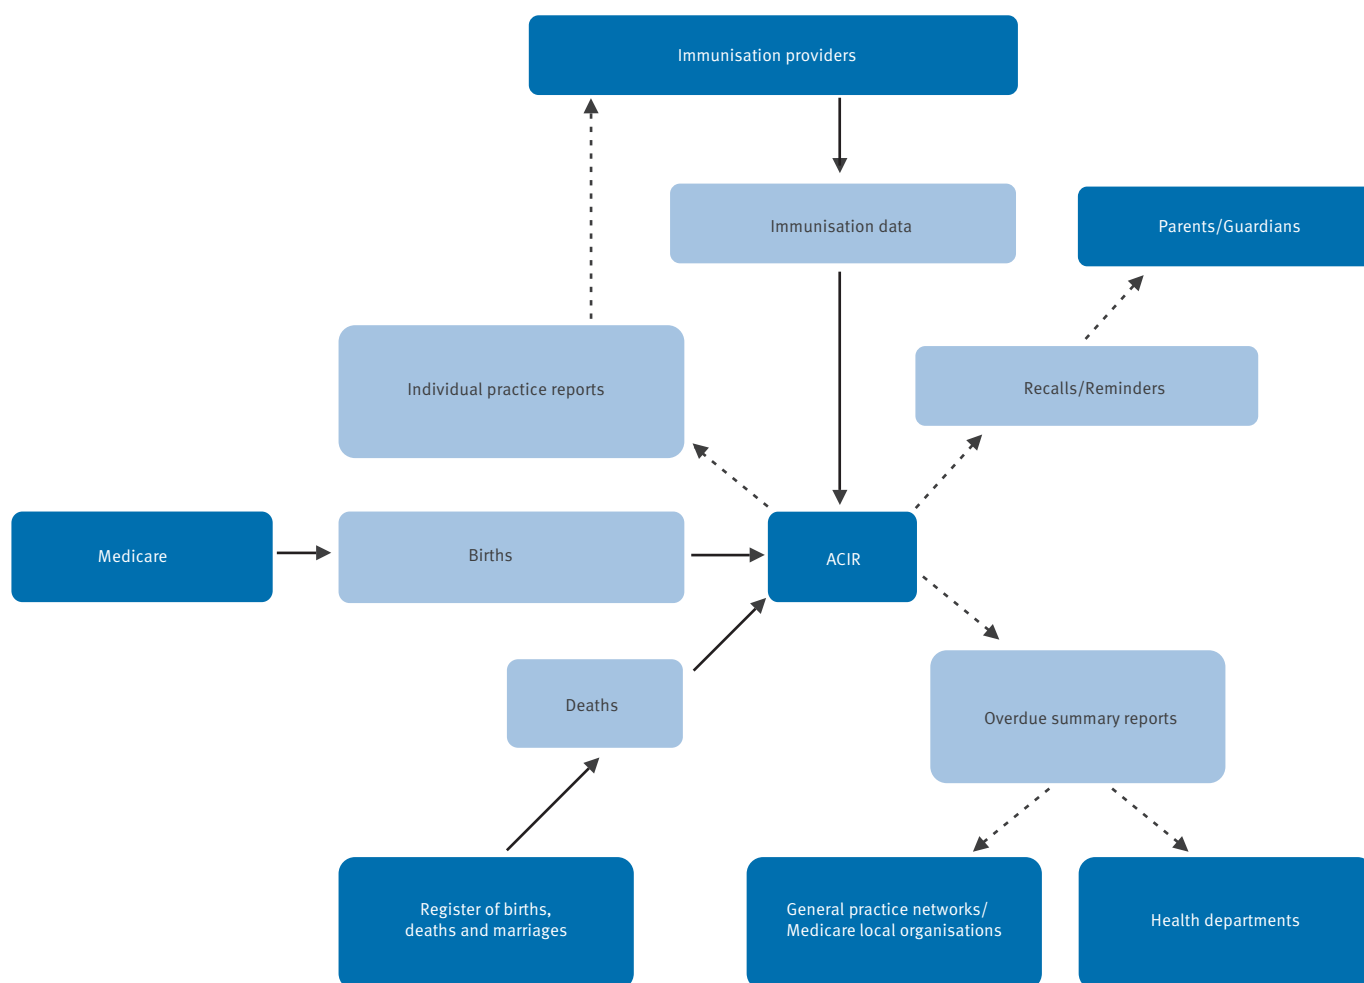 Immunisation providers
Immunisation data
Parents/Guardians
Individual practice reports
Recalls/Reminders
Medicare
Births
ACIR
Deaths
Overdue summary reports
Register of births,
deaths and marriages
General practice networks/
Medicare local organisations
Health departments